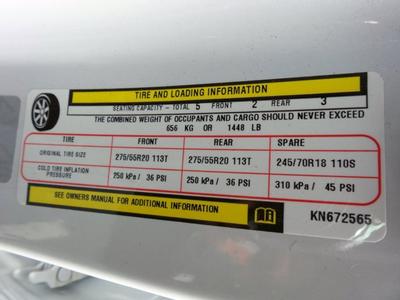 TIRE AND LOADING INFORMATION
SEATING CAPACITY - TOTAL 5 FRONT 2 REAR 3
THE COMBINED WEIGHT OF OCCUPANTS AND CARGO SHOULD NEVER EXCEED
656 KG OR 1448 LB
TIRE FRONT REAR SPARE
ORIGINAL TIRE SIZE 275/55R20 113T 275/55R20 113T 245/70R18 110S
COLD TIRE INFLATION PRESSURE 250 kPa / 36 PSI 250 kPa / 36 PSI 310 kPa / 45 PSI
SEE OWNERS MANUAL FOR ADDITIONAL INFORMATION
KN672565